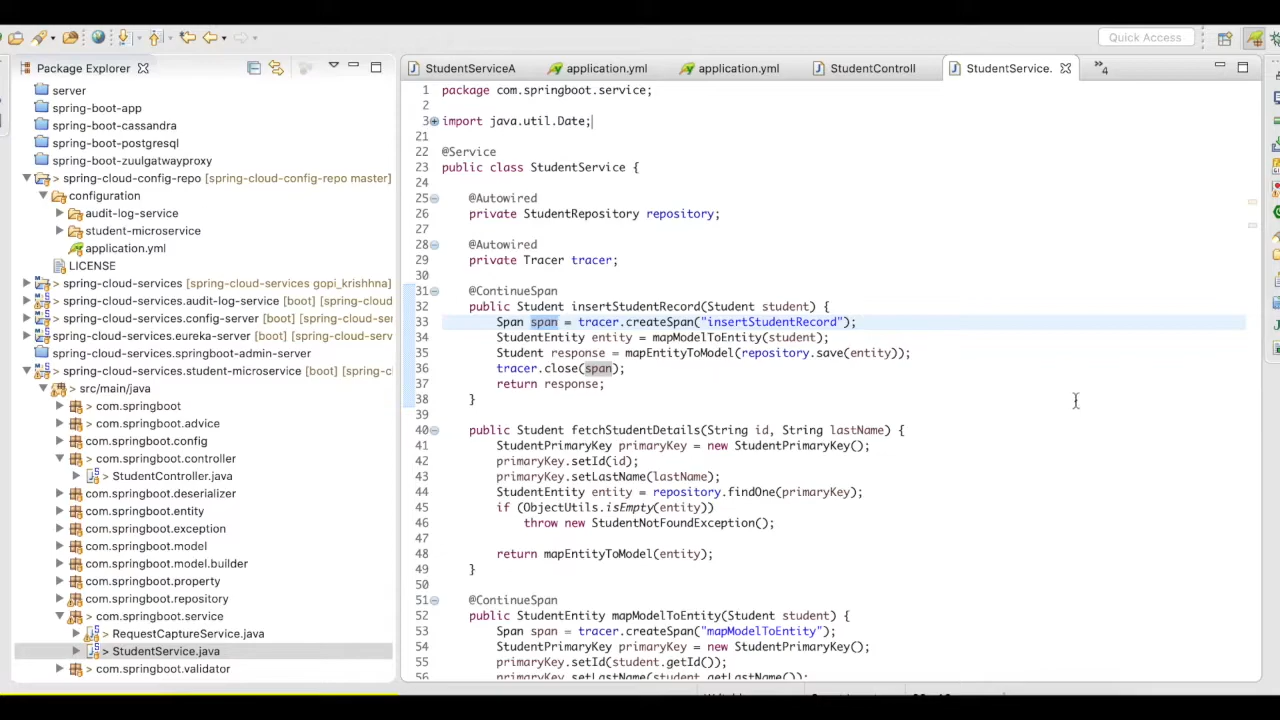 Quick Access
Package Explorer
server
spring-boot-app
spring-boot-cassandra
spring-boot-postgresql
spring-boot-zuulgatwayproxy
> spring-cloud-config-repo [spring-cloud-config-repo master]
configuration
audit-log-service
student-microservice
application.yml
LICENSE
> spring-cloud-services [spring-cloud-services gopi_krishhna]
> spring-cloud-services.audit-log-service [boot] [spring-cloud
> spring-cloud-services.config-server [boot] [spring-cloud-ser
> spring-cloud-services.eureka-server [boot] [spring-cloud-ser
spring-cloud-services.springboot-admin-server
> spring-cloud-services.student-microservice [boot] [spring-cl
> src/main/java
> com.springboot
> com.springboot.advice
> com.springboot.config
> com.springboot.controller
> StudentController.java
> com.springboot.deserializer
> com.springboot.entity
> com.springboot.exception
> com.springboot.model
> com.springboot.model.builder
> com.springboot.property
> com.springboot.repository
> com.springboot.service
> RequestCaptureService.java
> StudentService.java
> com.springboot.validator
StudentServiceA application.yml application.yml StudentControll StudentService. »4
1 package com.springboot.service;
2
3 import java.util.Date;
21
22 @Service
23 public class StudentService {
24
25 @Autowired
26 private StudentRepository repository;
27
28 @Autowired
29 private Tracer tracer;
30
31 @ContinueSpan
32 public Student insertStudentRecord(Student student) {
33 Span span = tracer.createSpan("insertStudentRecord");
34 StudentEntity entity = mapModelToEntity(student);
35 Student response = mapEntityToModel(repository.save(entity));
36 tracer.close(span);
37 return response;
38 }
39
40 public Student fetchStudentDetails(String id, String lastName) {
41 StudentPrimaryKey primaryKey = new StudentPrimaryKey();
42 primaryKey.setId(id);
43 primaryKey.setLastName(lastName);
44 StudentEntity entity = repository.findOne(primaryKey);
45 if (ObjectUtils.isEmpty(entity))
46 throw new StudentNotFoundException();
47
48 return mapEntityToModel(entity);
49 }
50
51 @ContinueSpan
52 public StudentEntity mapModelToEntity(Student student) {
53 Span span = tracer.createSpan("mapModelToEntity");
54 StudentPrimaryKey primaryKey = new StudentPrimaryKey();
55 primaryKey.setId(student.getId());
56 primaryKey.setLastName(student.getLastName());